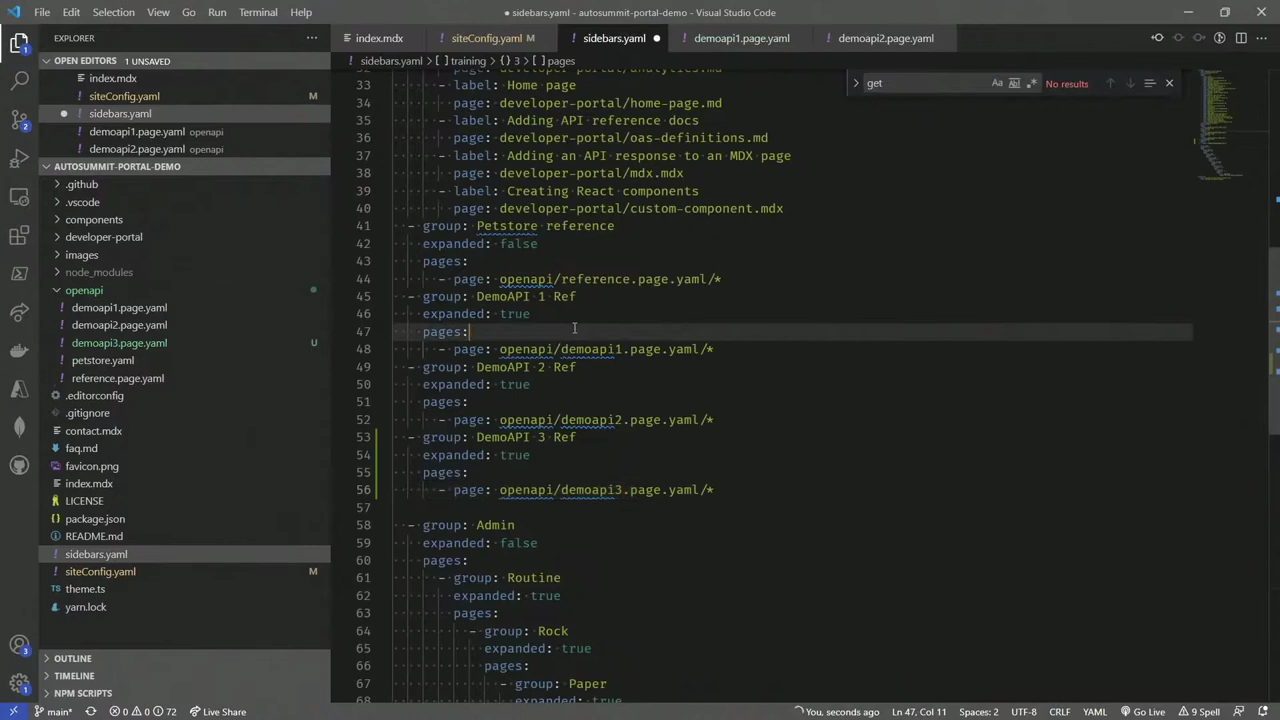 File Edit Selection View Go Run Terminal Help
● sidebars.yaml - autosummit-portal-demo - Visual Studio Code
EXPLORER
OPEN EDITORS 1 UNSAVED
index.mdx
siteConfig.yaml M
sidebars.yaml
demoapi1.page.yaml openapi
demoapi2.page.yaml openapi
AUTOSUMMIT-PORTAL-DEMO
.github
.vscode
components
developer-portal
images
node_modules
openapi
demoapi1.page.yaml
demoapi2.page.yaml
demoapi3.page.yaml U
petstore.yaml
reference.page.yaml
.editorconfig
.gitignore
contact.mdx
faq.md
favicon.png
index.mdx
LICENSE
package.json
README.md
sidebars.yaml
siteConfig.yaml M
theme.ts
yarn.lock
OUTLINE
TIMELINE
NPM SCRIPTS
index.mdx siteConfig.yaml M sidebars.yaml demoapi1.page.yaml demoapi2.page.yaml
sidebars.yaml > [ ] training > {} 3 > [ ] pages
get Aa ab .* No results
32 page: developer-portal/analytics.md
33 - label: Home page
34 page: developer-portal/home-page.md
35 - label: Adding API reference docs
36 page: developer-portal/oas-definitions.md
37 - label: Adding an API response to an MDX page
38 page: developer-portal/mdx.mdx
39 - label: Creating React components
40 page: developer-portal/custom-component.mdx
41 - group: Petstore reference
42 expanded: false
43 pages:
44 - page: openapi/reference.page.yaml/*
45 - group: DemoAPI 1 Ref
46 expanded: true
47 pages:
48 - page: openapi/demoapi1.page.yaml/*
49 - group: DemoAPI 2 Ref
50 expanded: true
51 pages:
52 - page: openapi/demoapi2.page.yaml/*
53 - group: DemoAPI 3 Ref
54 expanded: true
55 pages:
56 - page: openapi/demoapi3.page.yaml/*
57
58 - group: Admin
59 expanded: false
60 pages:
61 - group: Routine
62 expanded: true
63 pages:
64 - group: Rock
65 expanded: true
66 pages:
67 - group: Paper
68 expanded: true
main* 0 0 72 Live Share You, seconds ago Ln 47, Col 11 Spaces: 2 UTF-8 CRLF YAML Go Live 9 Spell